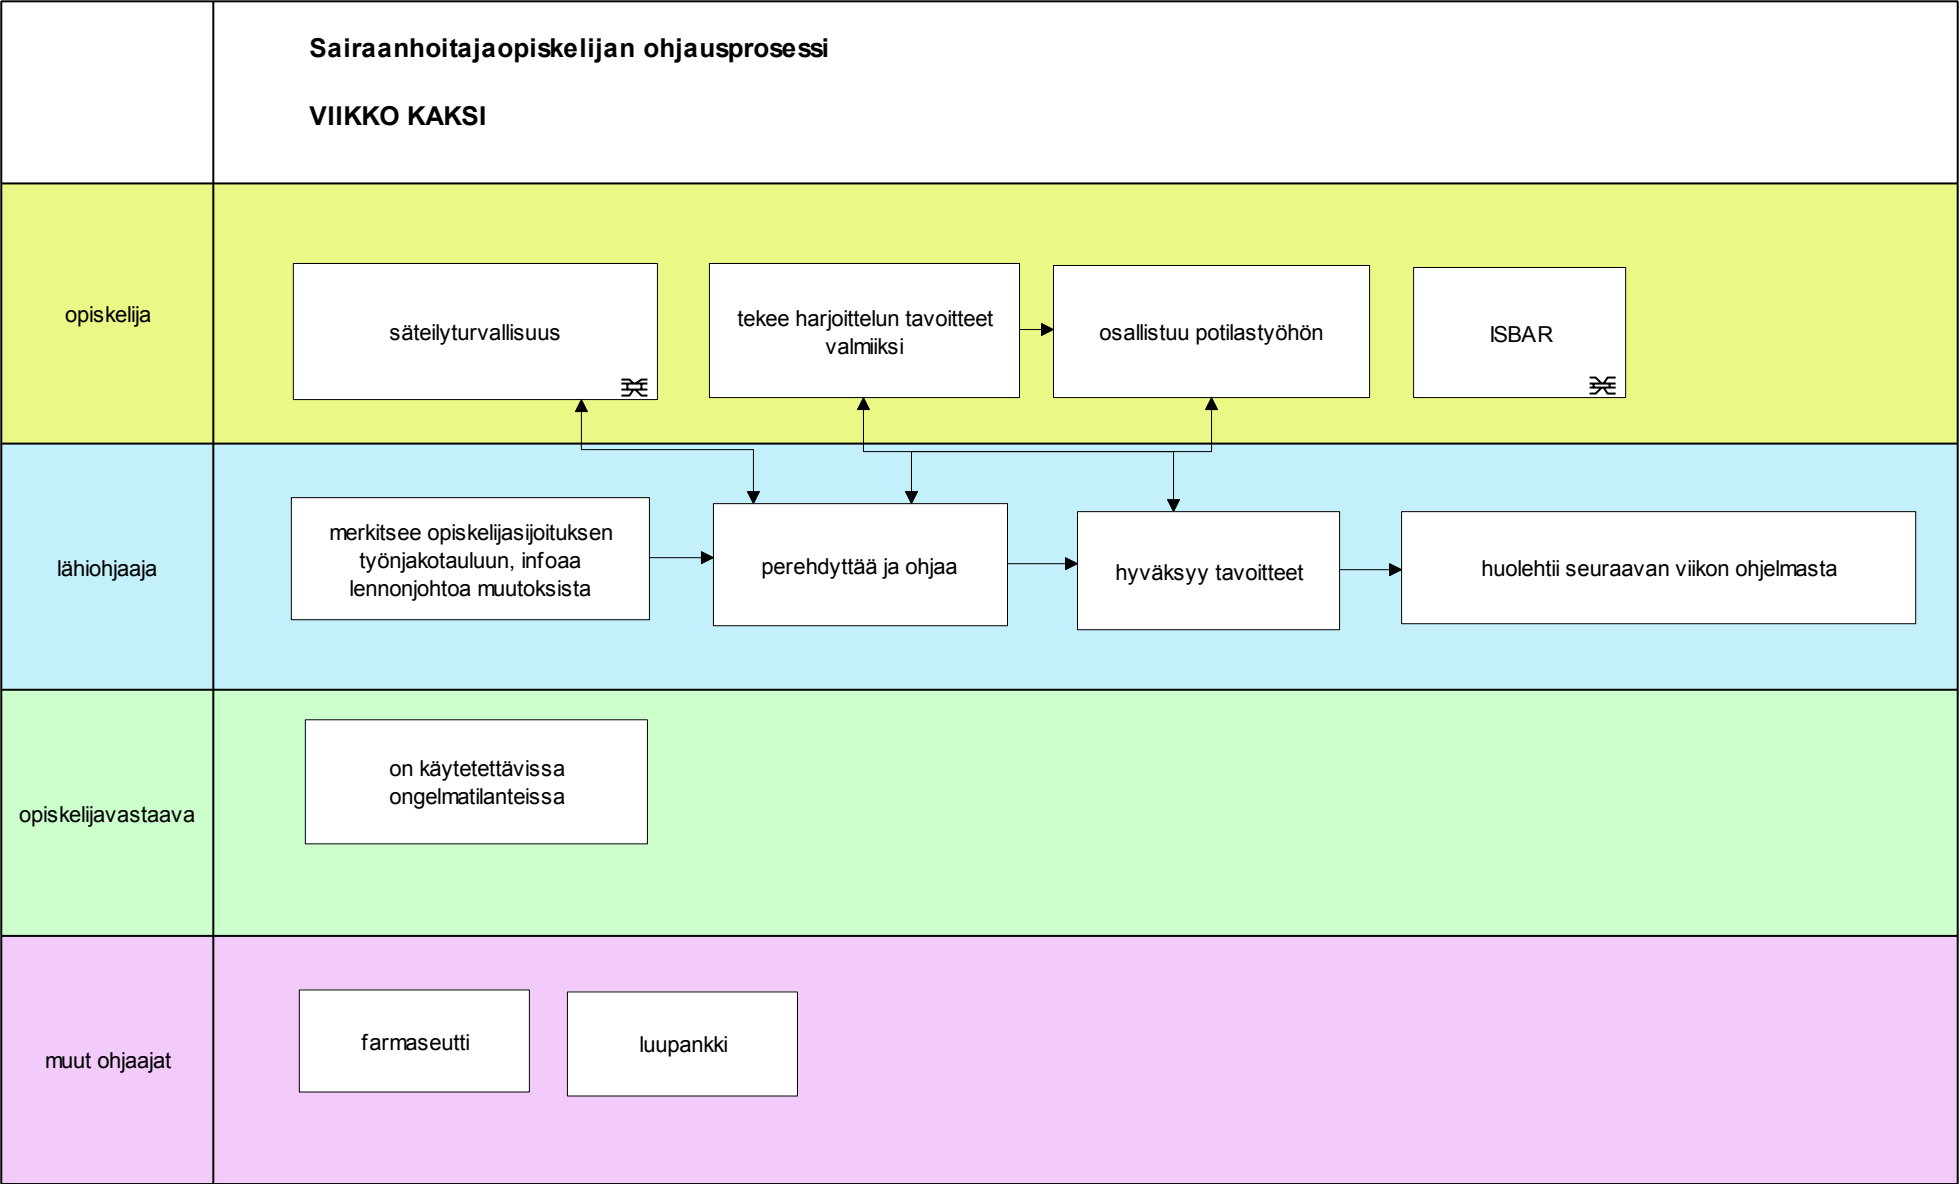 Sairaanhoitajaopiskelijan ohjausprosessi
VIIKKO KAKSI
opiskelija
säteilyturvallisuus
tekee harjoittelun tavoitteet
valmiiksi
osallistuu potilastyöhön
ISBAR
lähiohjaaja
merkitsee opiskelijasijoituksen
työnjakotauluun, infoaa
lennonjohtoa muutoksista
perehdyttää ja ohjaa
hyväksyy tavoitteet
huolehtii seuraavan viikon ohjelmasta
opiskelijavastaava
on käytetettävissa
ongelmatilanteissa
muut ohjaajat
farmaseutti
luupankki